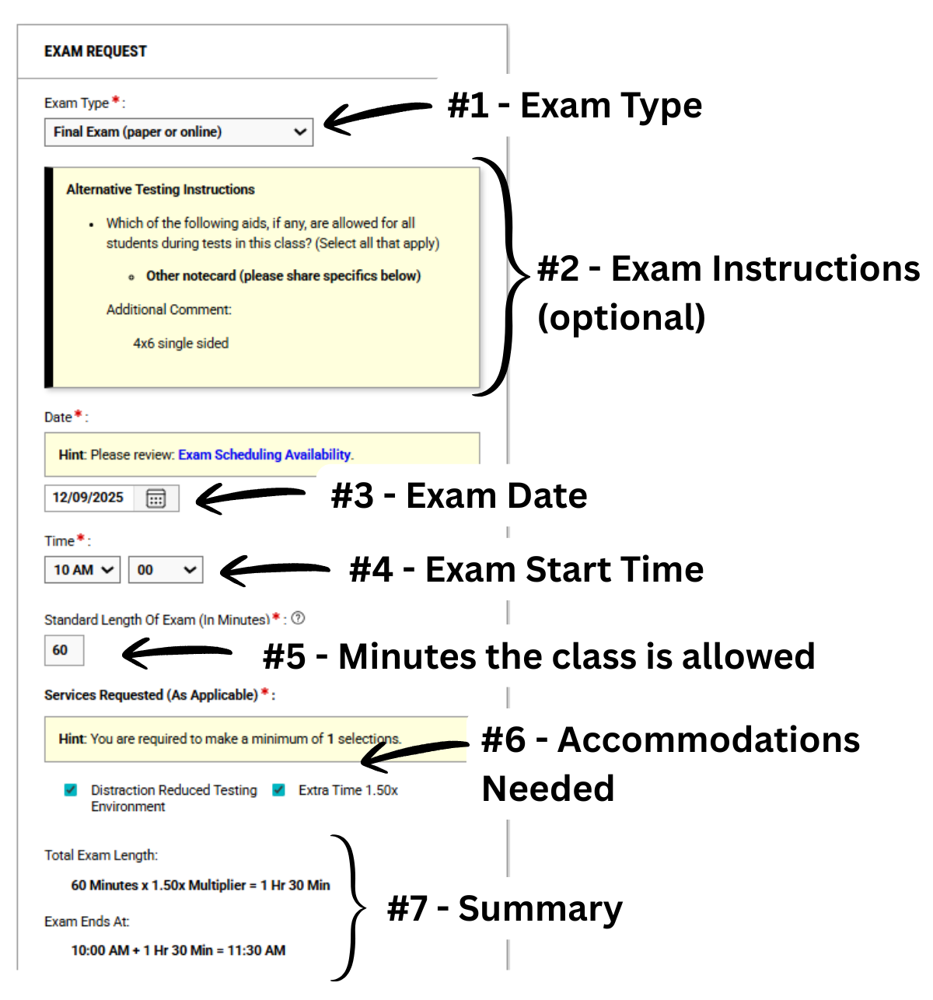 EXAM REQUEST
Exam Type * :
Final Exam (paper or online)
#1 - Exam Type
Alternative Testing Instructions
• Which of the following aids, if any, are allowed for all
students during tests in this class? (Select all that apply)
Other notecard (please share specifics below)
Additional Comment:
4x6 single sided
#2 - Exam Instructions
(optional)
Date * :
Hint: Please review: Exam Scheduling Availability.
12/09/2025
#3 - Exam Date
Time * :
10 AM 00
#4 - Exam Start Time
Standard Length Of Exam (In Minutes) * : ?
60
#5 - Minutes the class is allowed
Services Requested (As Applicable) * :
Hint: You are required to make a minimum of 1 selections.
#6 - Accommodations
Needed
Distraction Reduced Testing
Environment
Extra Time 1.50x
Total Exam Length:
60 Minutes x 1.50x Multiplier = 1 Hr 30 Min
Exam Ends At:
10:00 AM + 1 Hr 30 Min = 11:30 AM
#7 - Summary